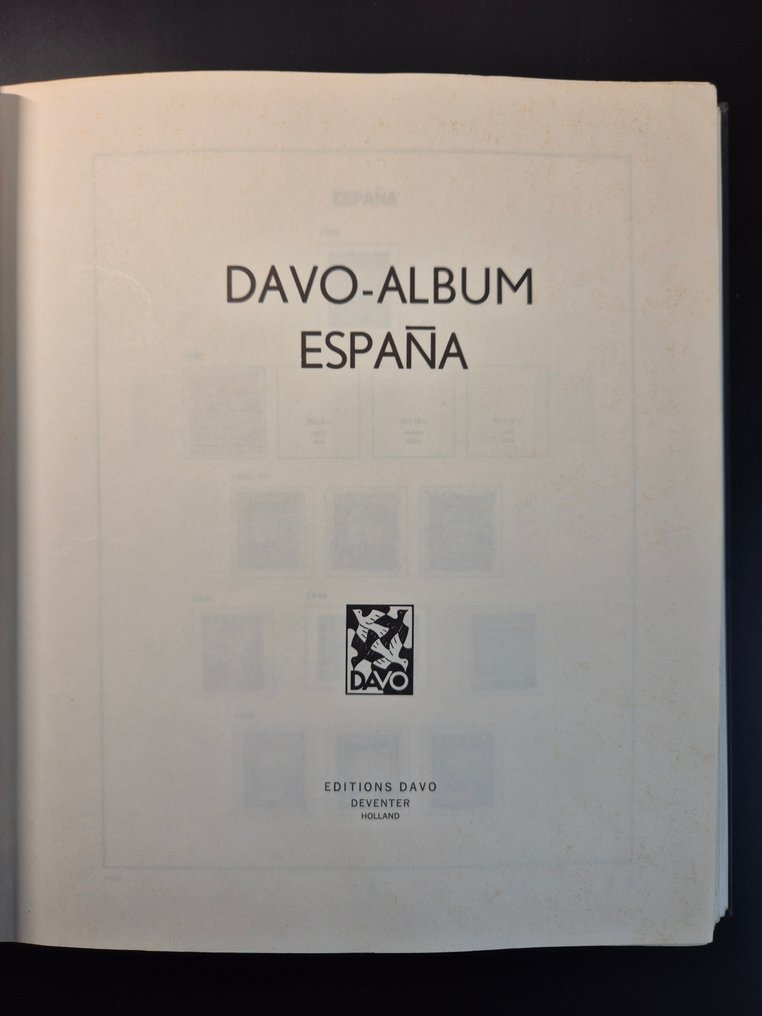 ESPAÑA
DAVO-ALBUM
ESPAÑA
DAVO
EDITIONS DAVO
DEVENTER
HOLLAND